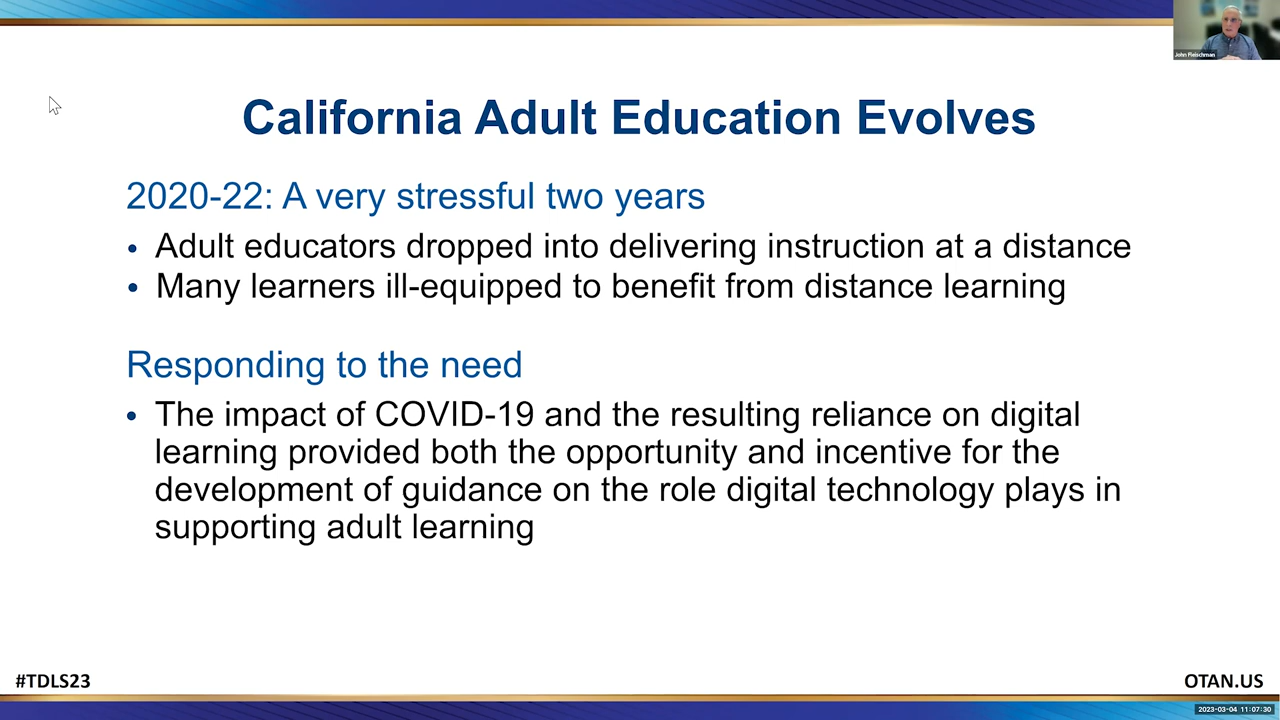 John Fleischman
California Adult Education Evolves
2020-22: A very stressful two years
• Adult educators dropped into delivering instruction at a distance
• Many learners ill-equipped to benefit from distance learning
Responding to the need
• The impact of COVID-19 and the resulting reliance on digital
learning provided both the opportunity and incentive for the
development of guidance on the role digital technology plays in
supporting adult learning
#TDLS23
OTAN.US
2023-03-04 11:07:30